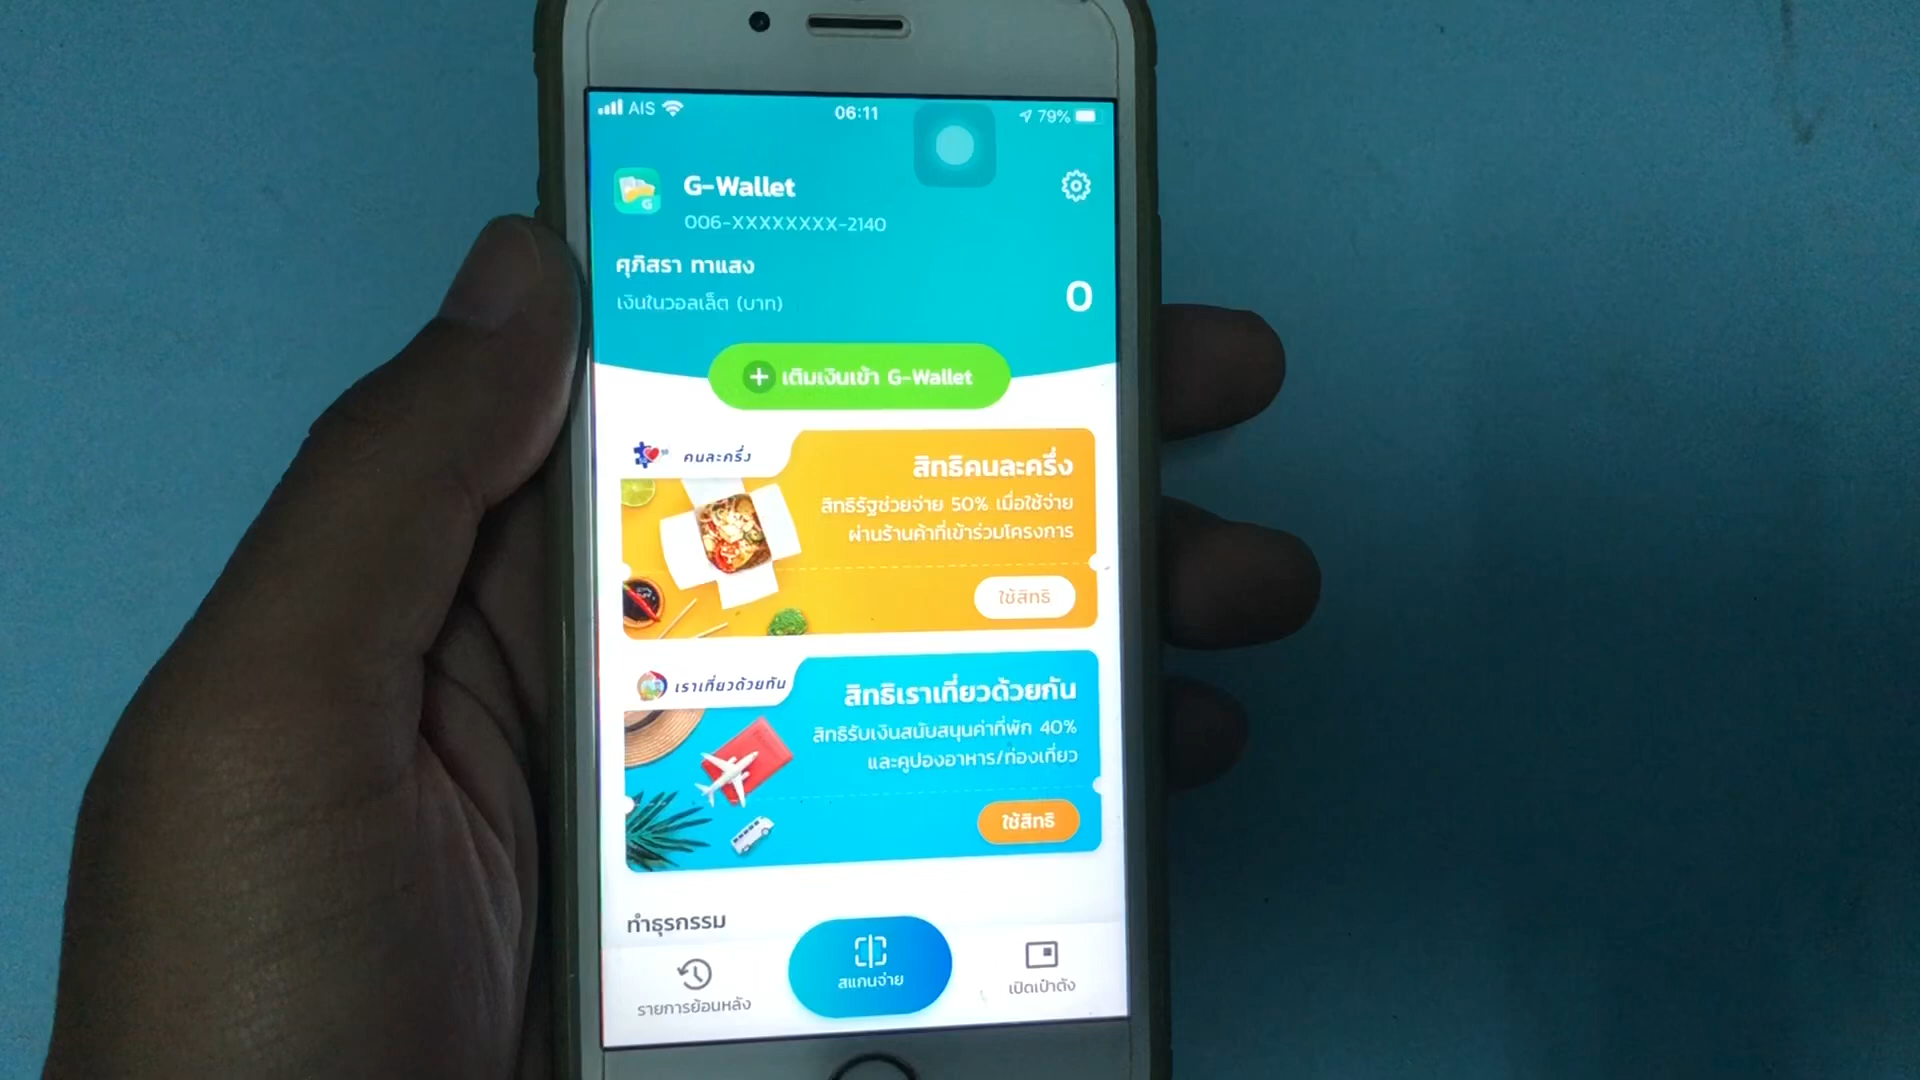 AIS 06:11 79%
G-Wallet
006-XXXXXXXX-2140
ศุภิสรา ทาแสง
เงินในวอลเล็ต (บาท) 0
+ เติมเงินเข้า G-Wallet
คนละครึ่ง
สิทธิคนละครึ่ง
สิทธิรัฐช่วยจ่าย 50% เมื่อใช้จ่าย
ผ่านร้านค้าที่เข้าร่วมโครงการ
ใช้สิทธิ
เราเที่ยวด้วยกัน
สิทธิเราเที่ยวด้วยกัน
สิทธิรับเงินสนับสนุนค่าที่พัก 40%
และคูปองอาหาร/ท่องเที่ยว
ใช้สิทธิ
ทำธุรกรรม
รายการย้อนหลัง
สแกนจ่าย
เปิดเป๋าตัง